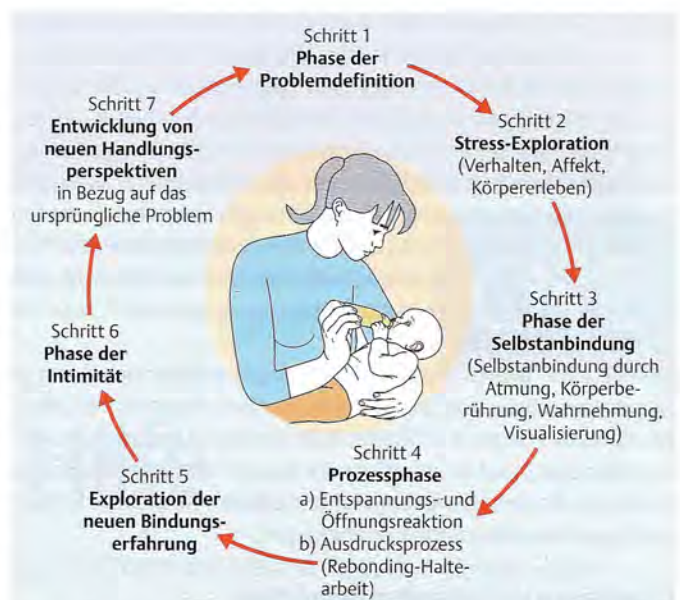 Schritt 1
Phase der
Problemdefinition
Schritt 2
Stress-Exploration
(Verhalten, Affekt,
Körpererleben)
Schritt 3
Phase der
Selbstanbindung
(Selbstanbindung durch
Atmung, Körperbe-
rührung, Wahrnehmung,
Visualisierung)
Schritt 4
Prozessphase
a) Entspannungs- und
Öffnungsreaktion
b) Ausdrucksprozess
(Rebonding-Halte-
arbeit)
Schritt 5
Exploration der
neuen Bindungs-
erfahrung
Schritt 6
Phase der
Intimität
Schritt 7
Entwicklung von
neuen Handlungs-
perspektiven
in Bezug auf das
ursprüngliche Problem